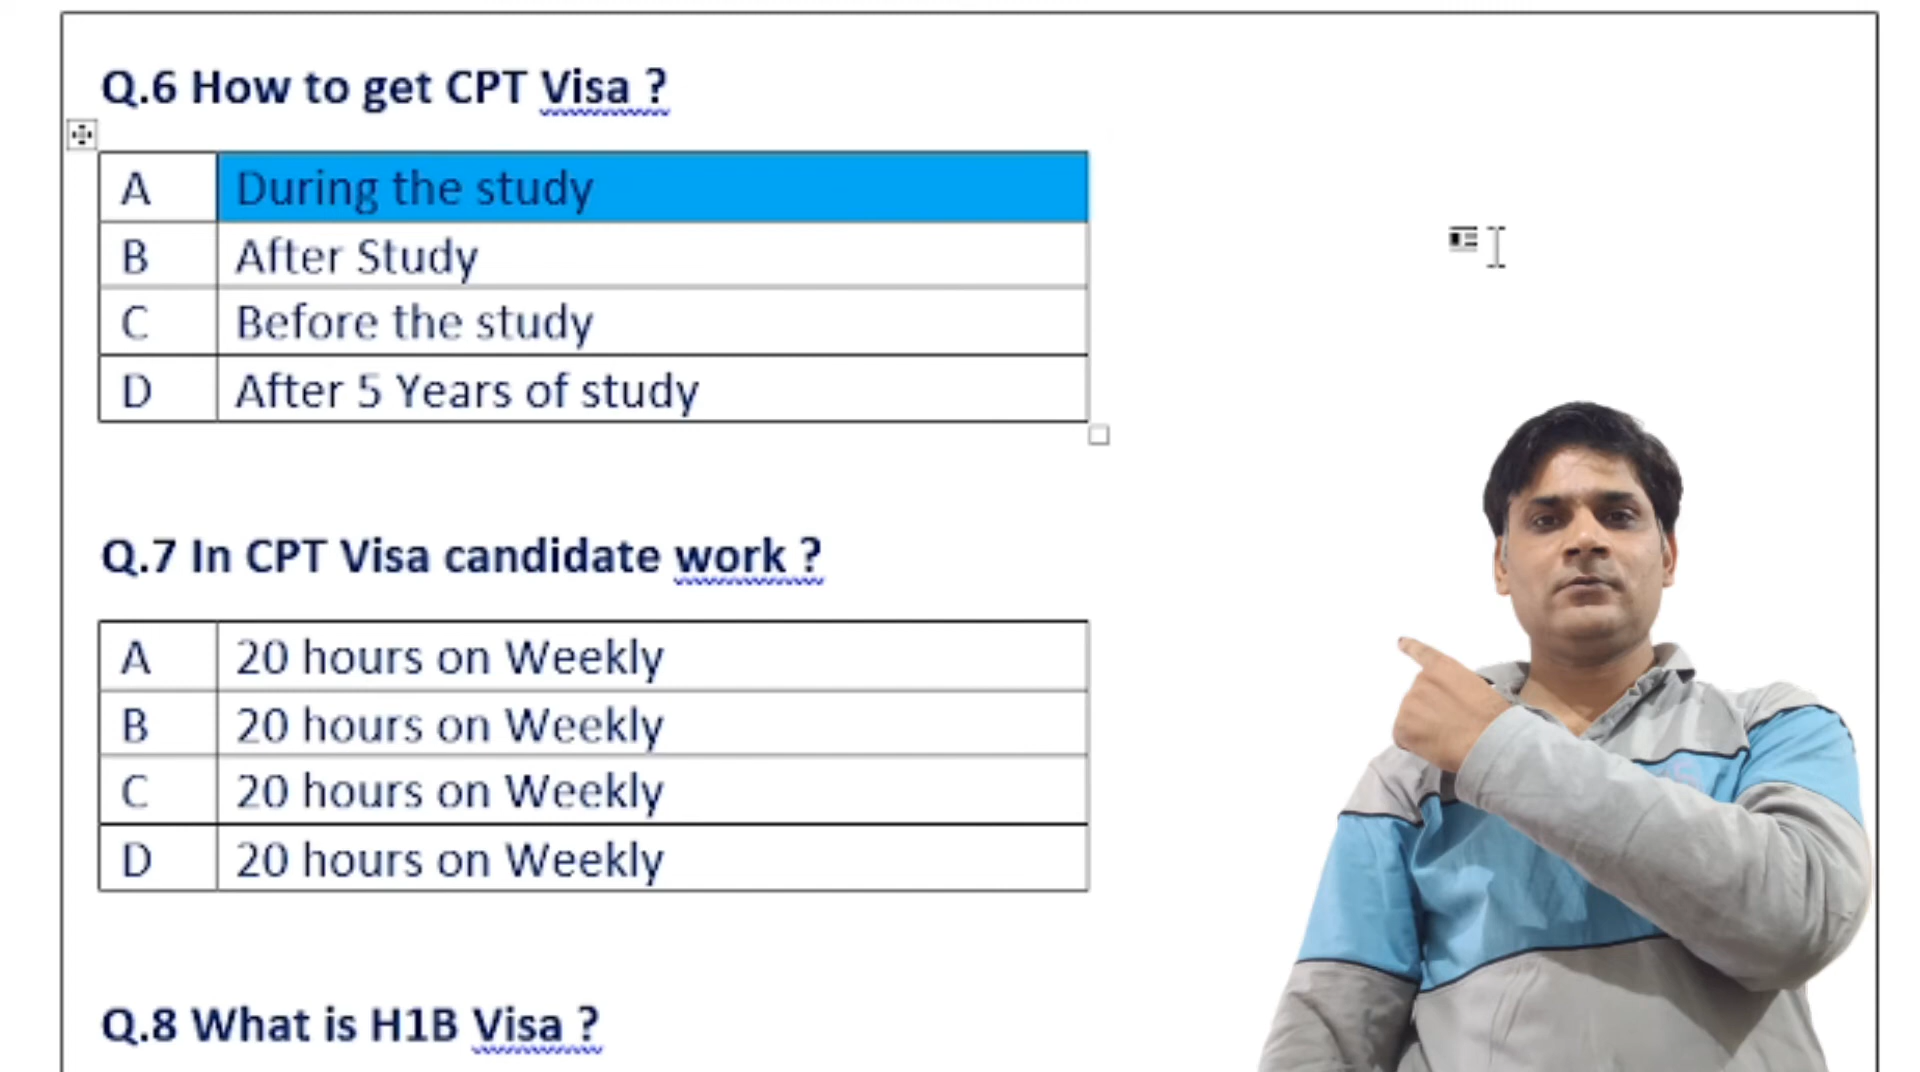 Q.6 How to get CPT Visa ?
A During the study
B After Study
C Before the study
D After 5 Years of study
Q.7 In CPT Visa candidate work ?
A 20 hours on Weekly
B 20 hours on Weekly
C 20 hours on Weekly
D 20 hours on Weekly
Q.8 What is H1B Visa ?